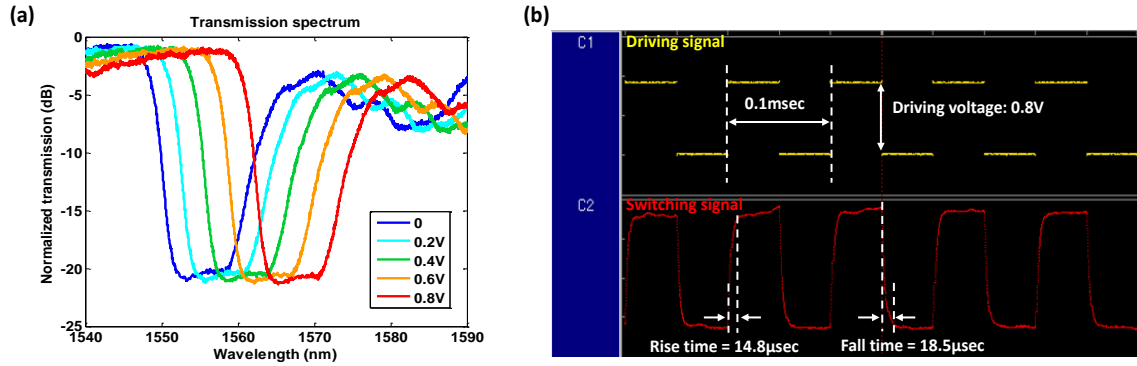 (a)
Transmission spectrum
Normalized transmission (dB)
0
-5
-10
-15
-20
-25
1540
1550
1560
1570
1580
1590
Wavelength (nm)
0
0.2V
0.4V
0.6V
0.8V
(b)
C1
Driving signal
0.1msec
Driving voltage: 0.8V
C2
Switching signal
Rise time = 14.8μsec
Fall time = 18.5μsec